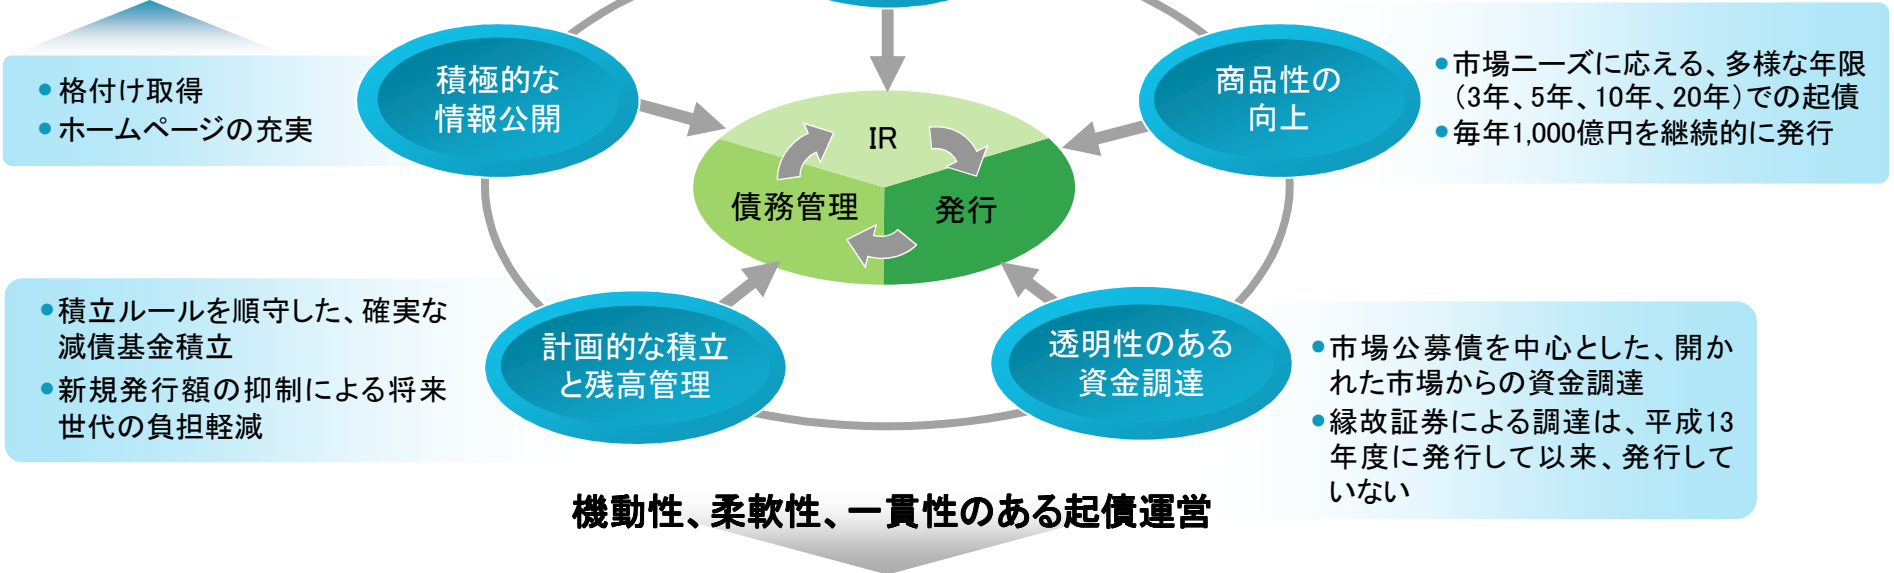 積極的な
情報公開
• 格付け取得
• ホームページの充実
商品性の
向上
• 市場ニーズに応える、多様な年限
（3年、5年、10年、20年）での起債
• 毎年1,000億円を継続的に発行
IR
債務管理
発行
計画的な積立
と残高管理
• 積立ルールを順守した、確実な
減債基金積立
• 新規発行額の抑制による将来
世代の負担軽減
透明性のある
資金調達
• 市場公募債を中心とした、開か
れた市場からの資金調達
• 縁故証券による調達は、平成13
年度に発行して以来、発行して
いない
機動性、柔軟性、一貫性のある起債運営